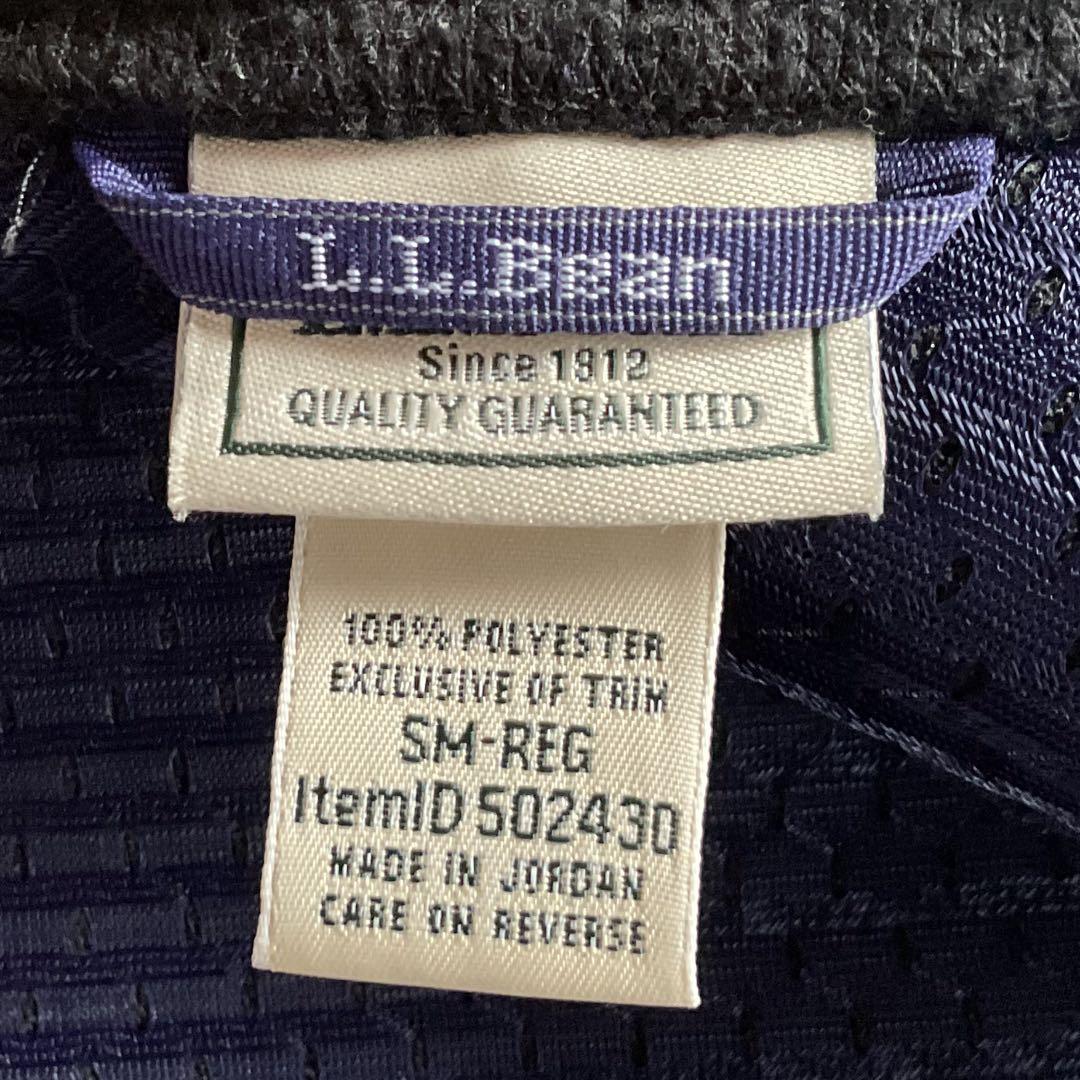 L.L.Bean
Since 1912
QUALITY GUARANTEED
100% POLYESTER
EXCLUSIVE OF TRIM
SM-REG
ItemID 502430
MADE IN JORDAN
CARE ON REVERSE